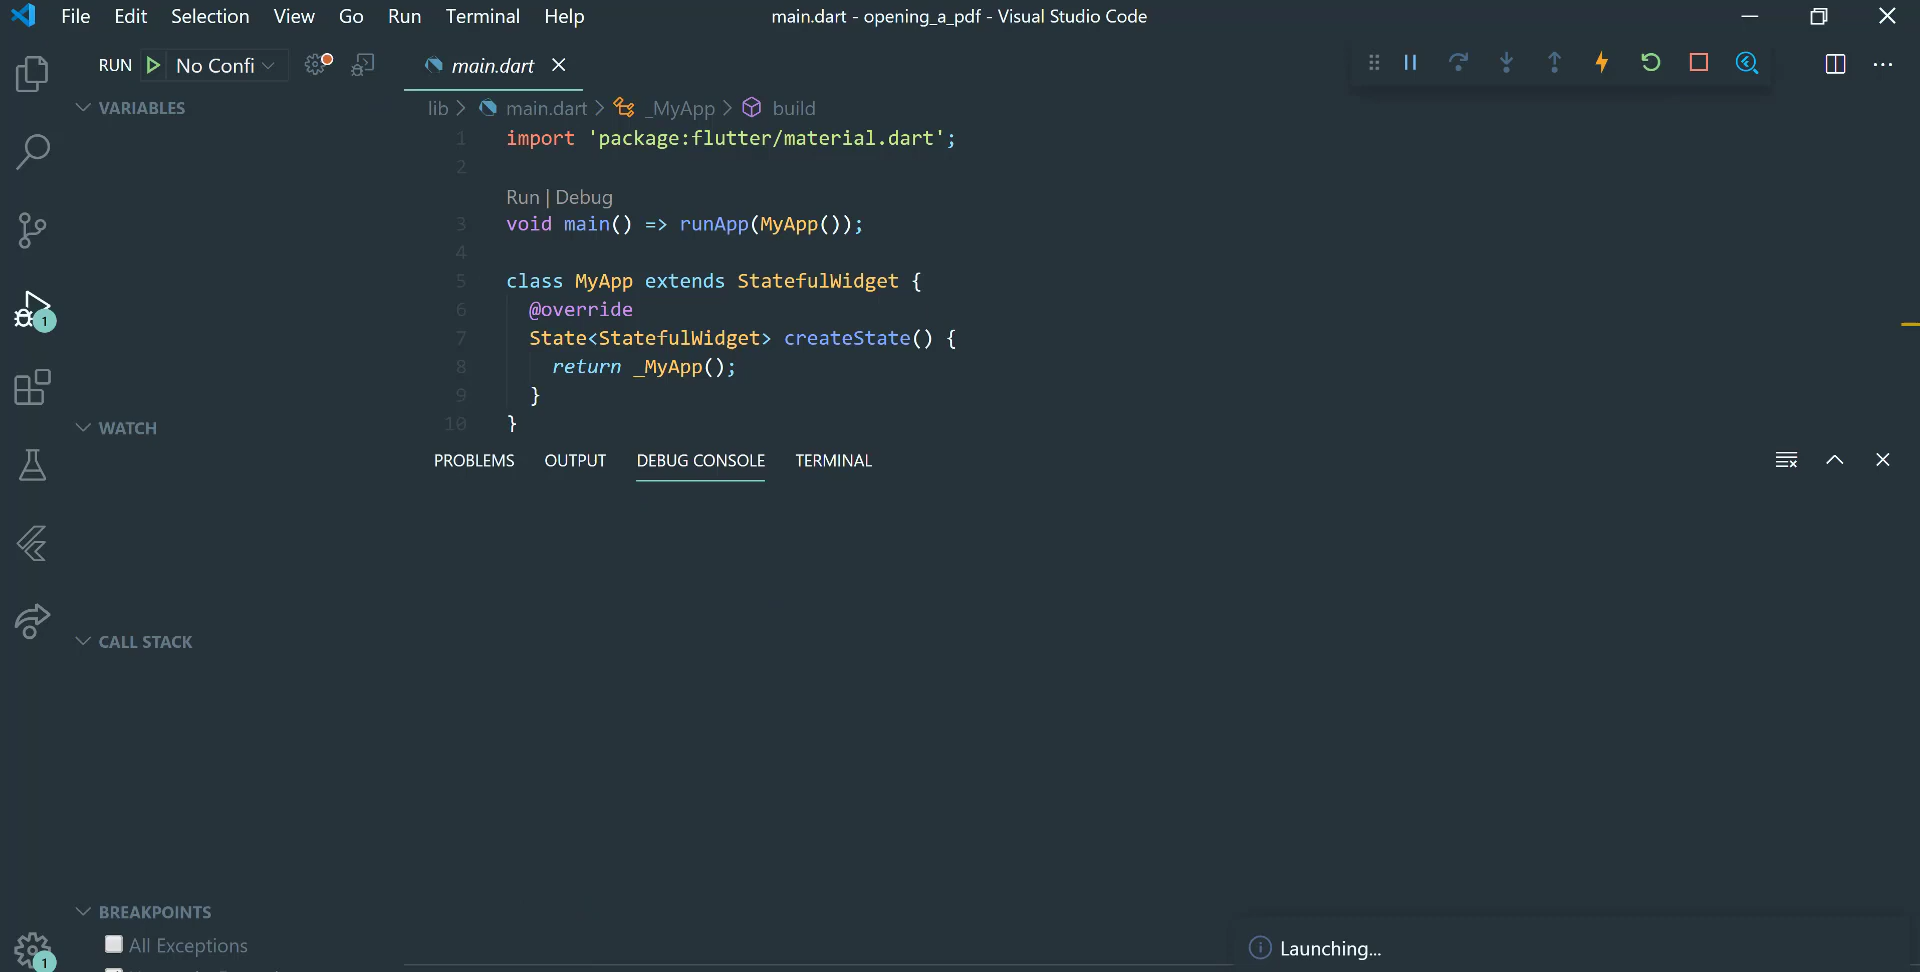 File Edit Selection View Go Run Terminal Help
main.dart - opening_a_pdf - Visual Studio Code
RUN No Confi
main.dart
VARIABLES
lib > main.dart > _MyApp > build
1 import 'package:flutter/material.dart';
2
Run | Debug
3 void main() => runApp(MyApp());
4
5 class MyApp extends StatefulWidget {
6 @override
7 State<StatefulWidget> createState() {
8 return _MyApp();
9 }
10 }
1
WATCH
PROBLEMS OUTPUT DEBUG CONSOLE TERMINAL
CALL STACK
BREAKPOINTS
All Exceptions
1
Launching...